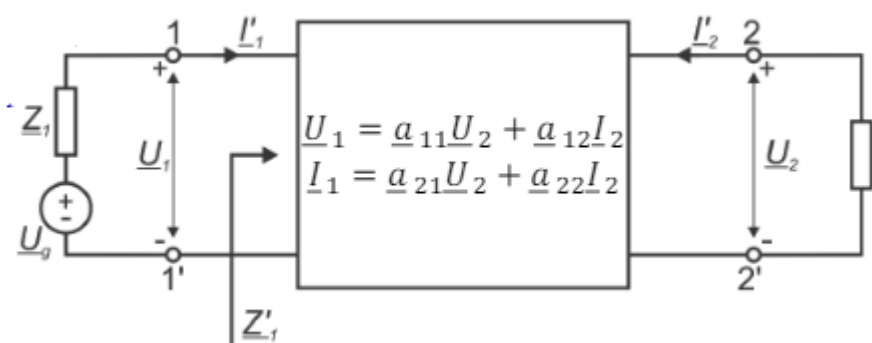 1 I'1 I'2 2
+ +
Z1 U1 U1 = a11U2 + a12I2 U2
I1 = a21U2 + a22I2
+
-
Ug - -
1' 2'
Z'1